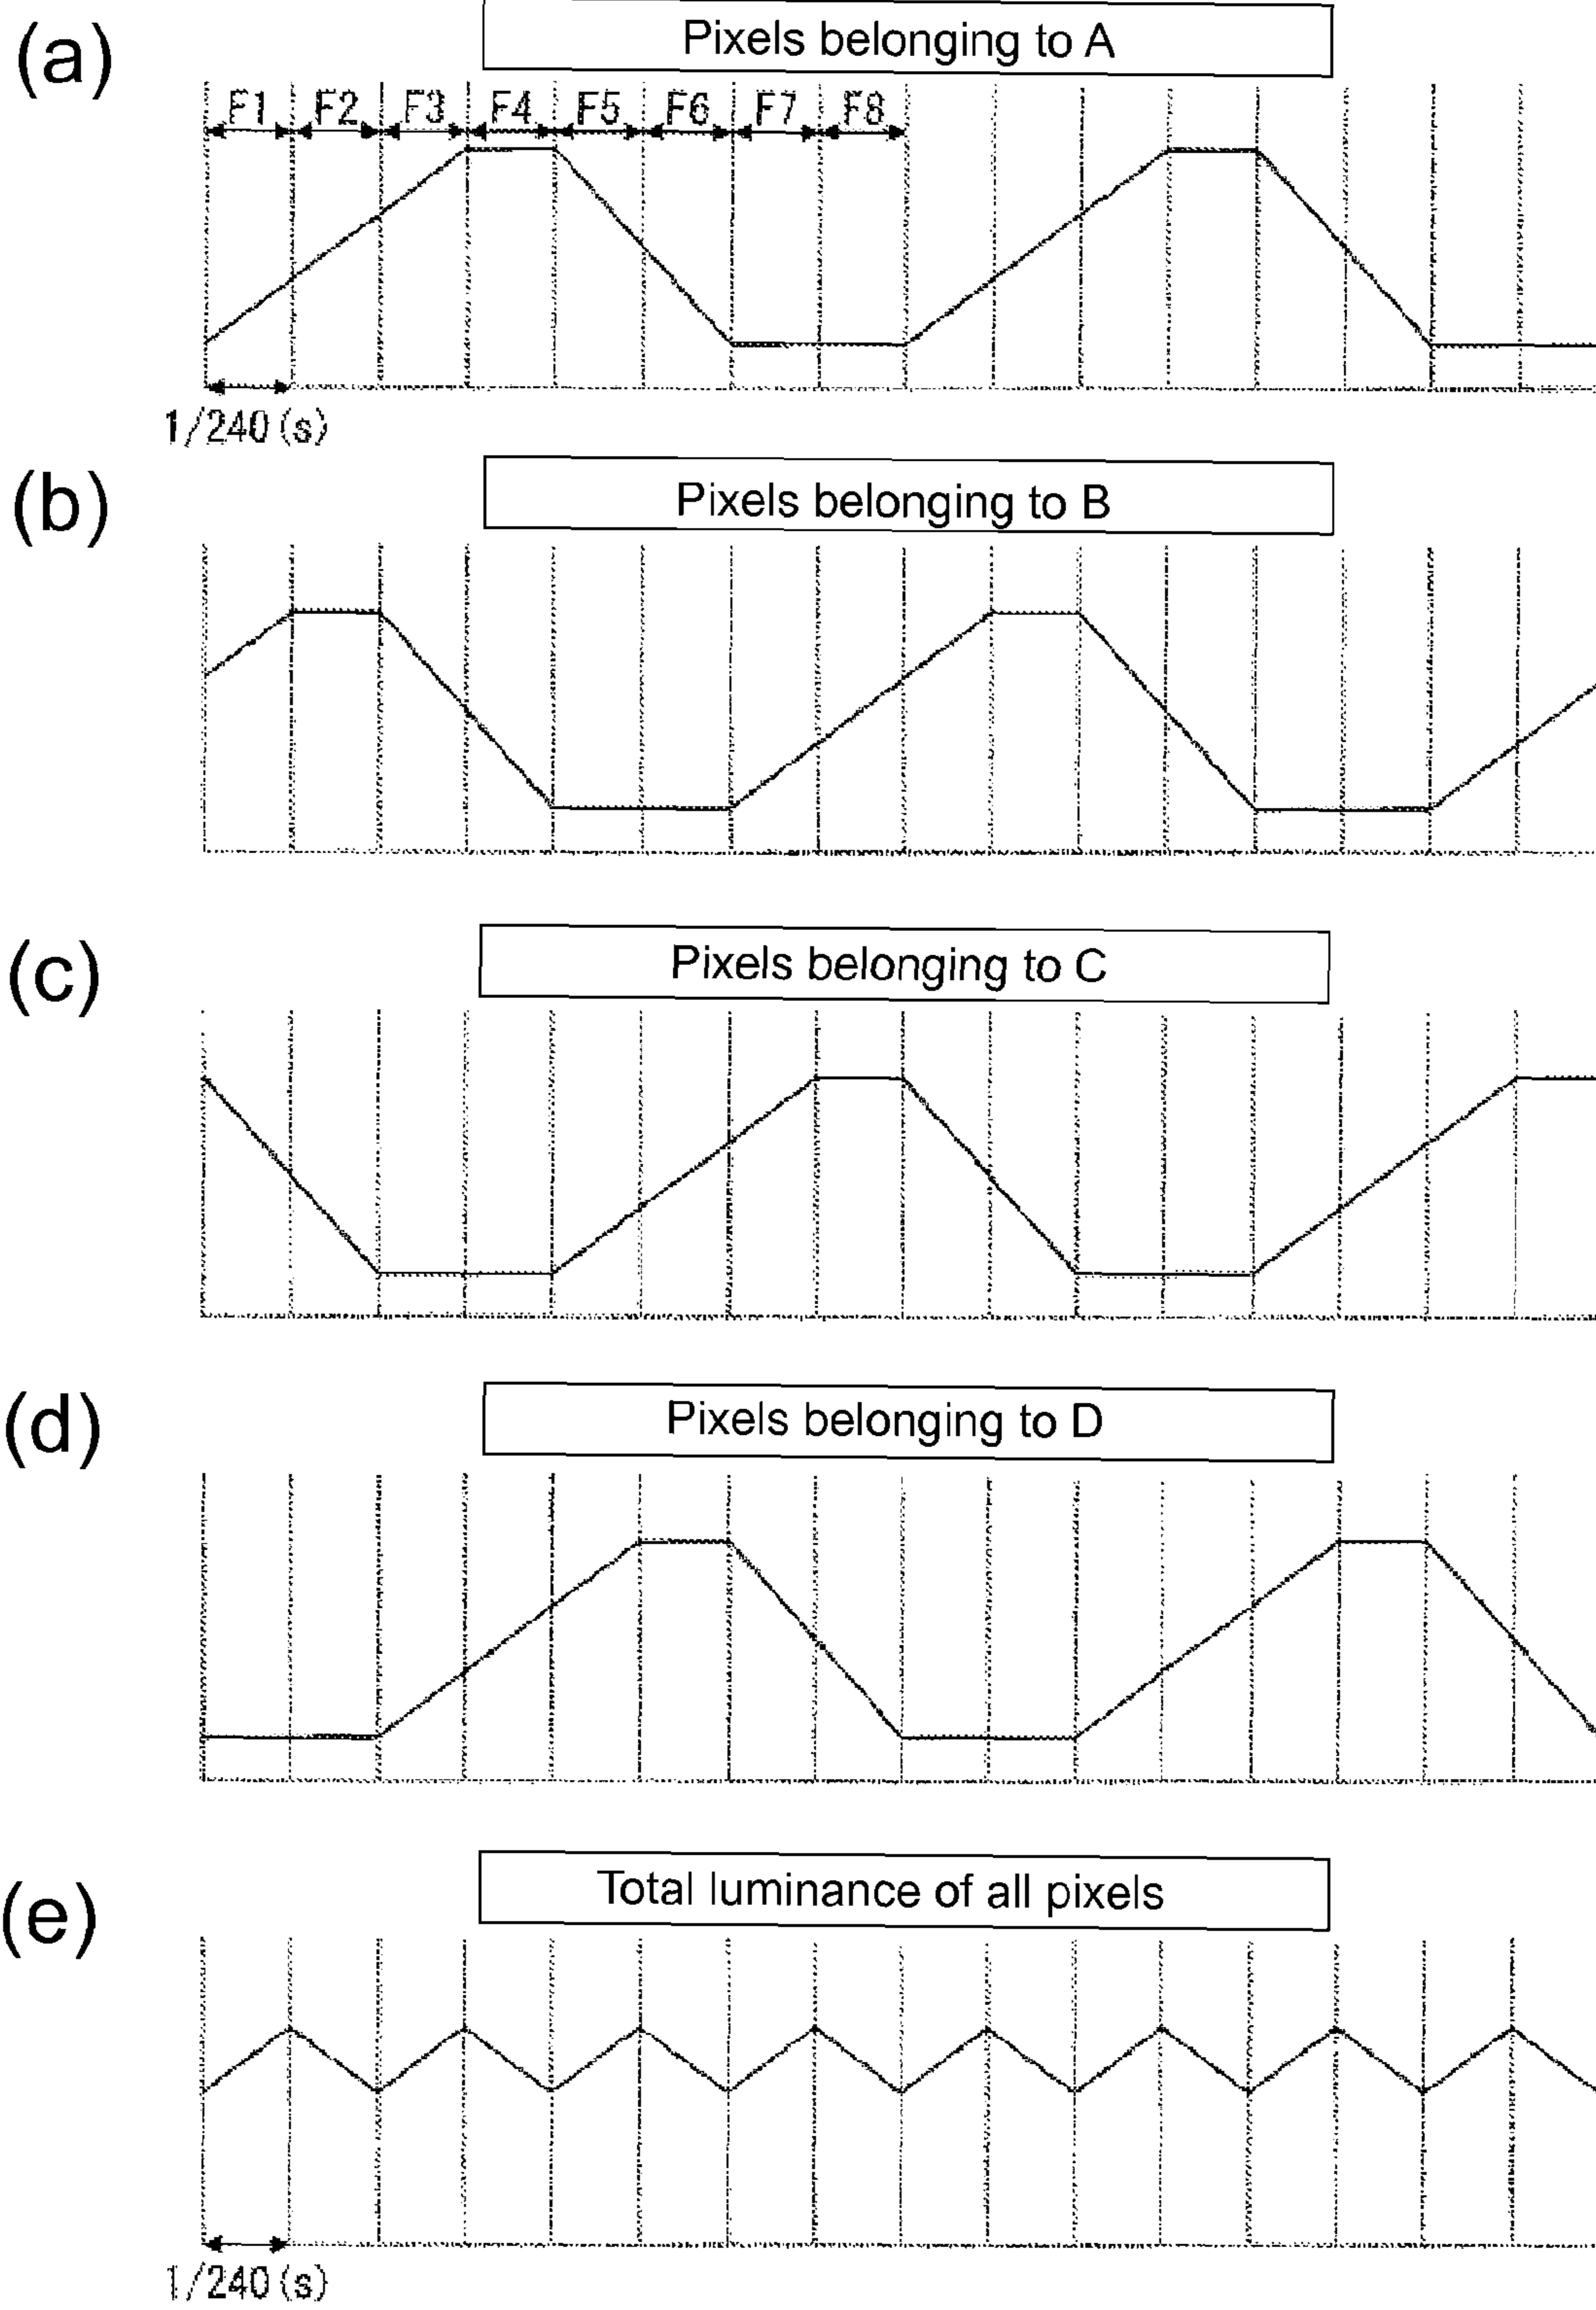 (a)
Pixels belonging to A
F1 F2 F3 F4 F5 F6 F7 F8
1/240(s)
(b)
Pixels belonging to B
(c)
Pixels belonging to C
(d)
Pixels belonging to D
(e)
Total luminance of all pixels
1/240(s)